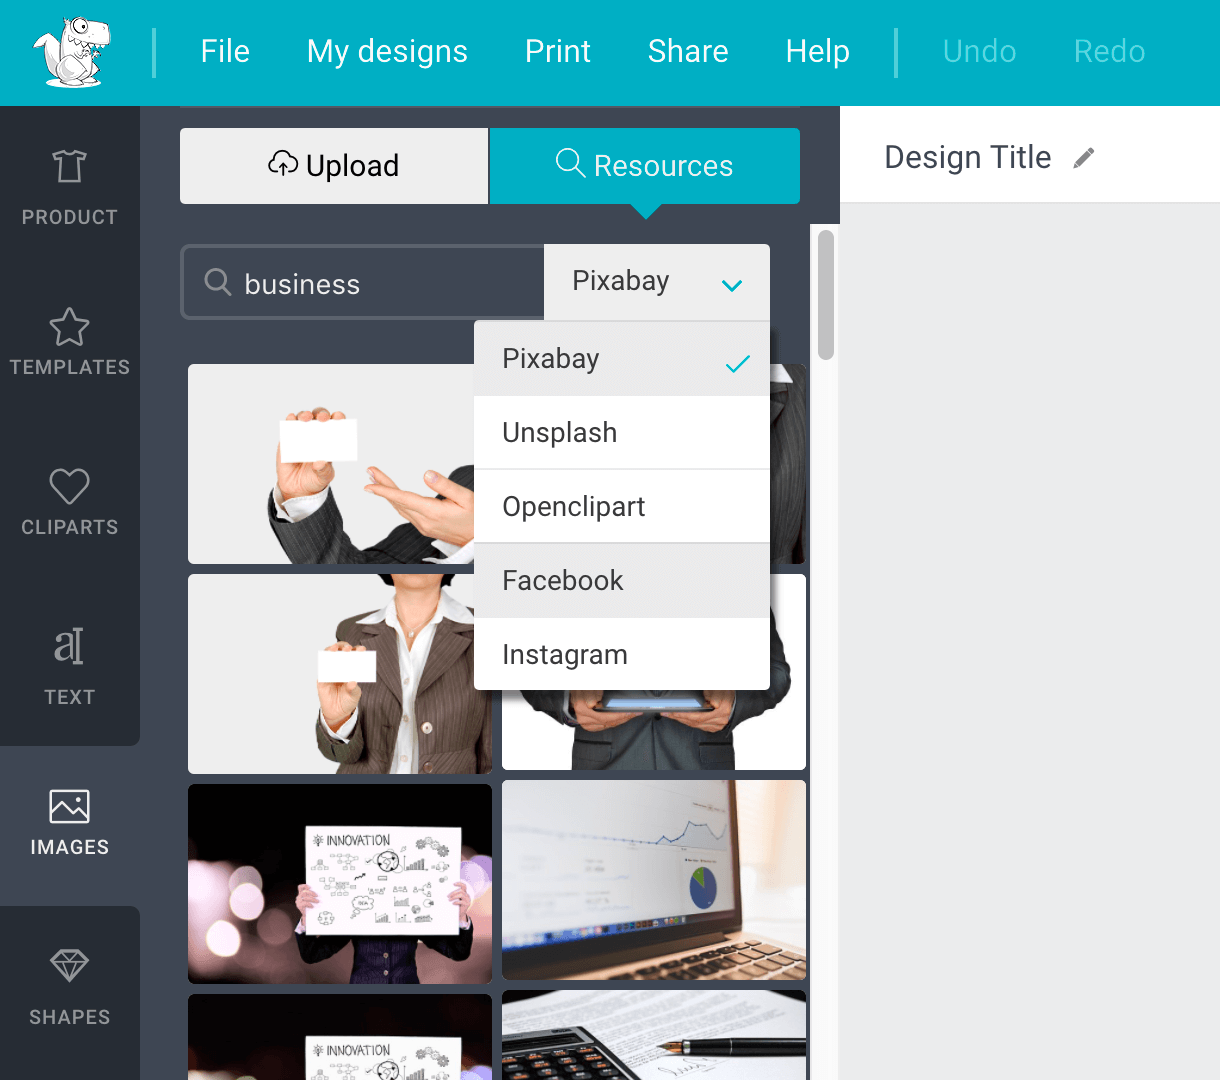 File My designs Print Share Help Undo Redo
Upload Resources
Design Title
PRODUCT
business Pixabay
Pixabay
TEMPLATES
Unsplash
Openclipart
CLIPARTS
Facebook
Instagram
TEXT
IMAGES
INNOVATION
IDEA
SHAPES
INNOVATION